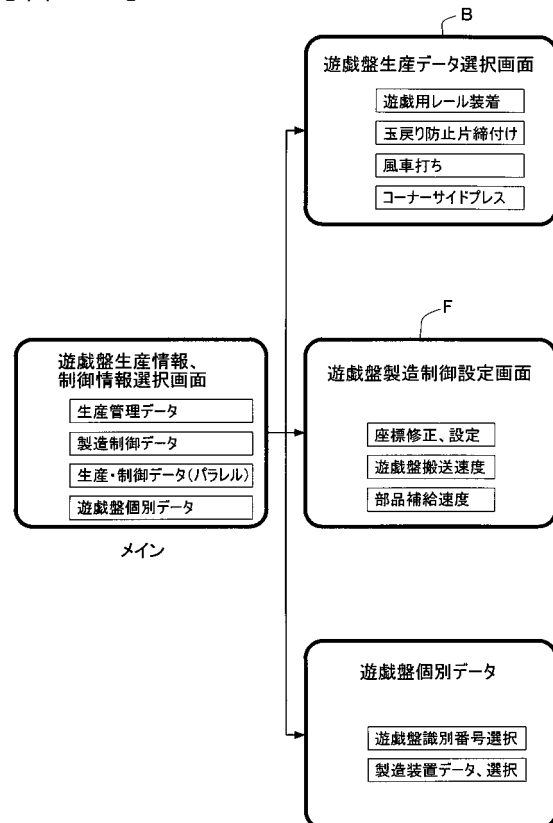 B
遊戯盤生産データ選択画面
遊戯用レール装着
玉戻り防止片締付け
風車打ち
コーナーサイドプレス
遊戯盤生産情報、
制御情報選択画面
生産管理データ
製造制御データ
生産・制御データ(パラレル)
遊戯盤個別データ
メイン
F
遊戯盤製造制御設定画面
座標修正、設定
遊戯盤搬送速度
部品補給速度
遊戯盤個別データ
遊戯盤識別番号選択
製造装置データ、選択